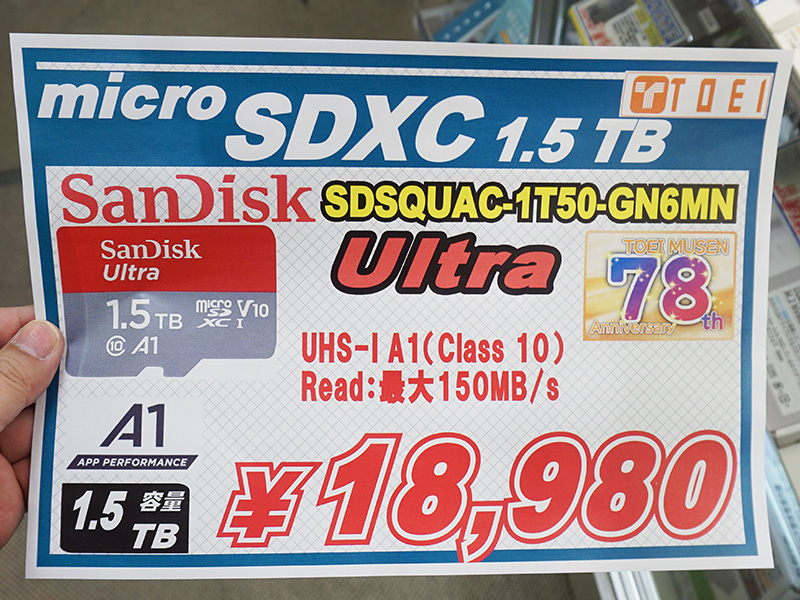 micro SDXC 1.5 TB
TOEI
SanDisk SDSQUAC-1T50-GN6MN
SanDisk
Ultra
1.5 TB
micro SD XC I V10
10 A1
Ultra
TOEI MUSEN
78th
Anniversary
UHS-I A1(Class 10)
Read:最大150MB/s
A1
APP PERFORMANCE
1.5 容量 TB
¥18,980